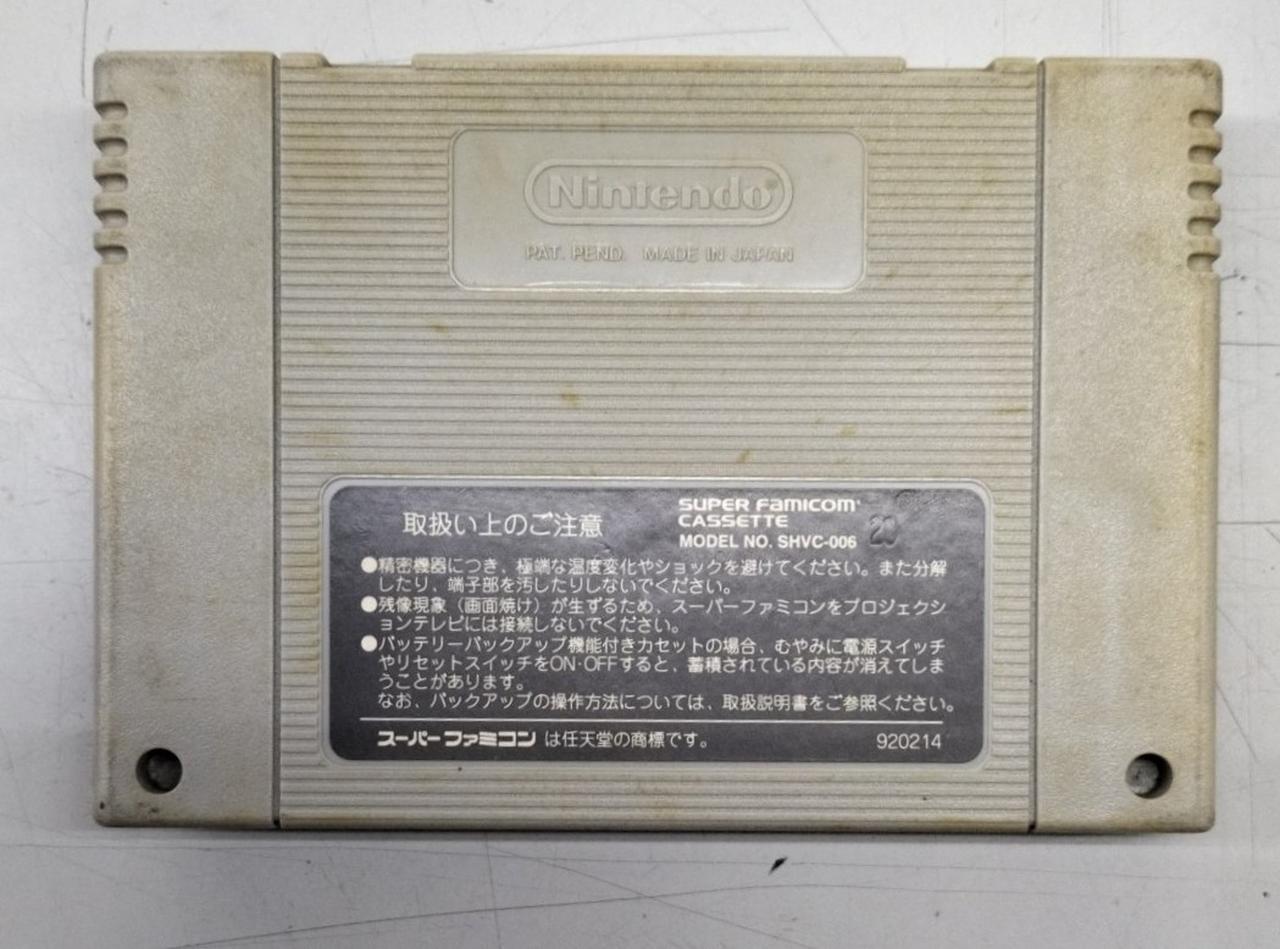 Nintendo®
PAT. PEND. MADE IN JAPAN
取扱い上のご注意
SUPER FAMICOM
CASSETTE
MODEL NO. SHVC-006
20
●精密機器につき、極端な温度変化やショックを避けてください。また分解
したり、端子部を汚したりしないでください。
●残像現象(画面焼け)が生ずるため、スーパーファミコンをプロジェクシ
ョンテレビには接続しないでください。
●バッテリーバックアップ機能付きカセットの場合、むやみに電源スイッチ
やリセットスイッチをON・OFFすると、蓄積されている内容が消えてしま
うことがあります。
なお、バックアップの操作方法については、取扱説明書をご参照ください。
スーパーファミコンは任天堂の商標です。 920214